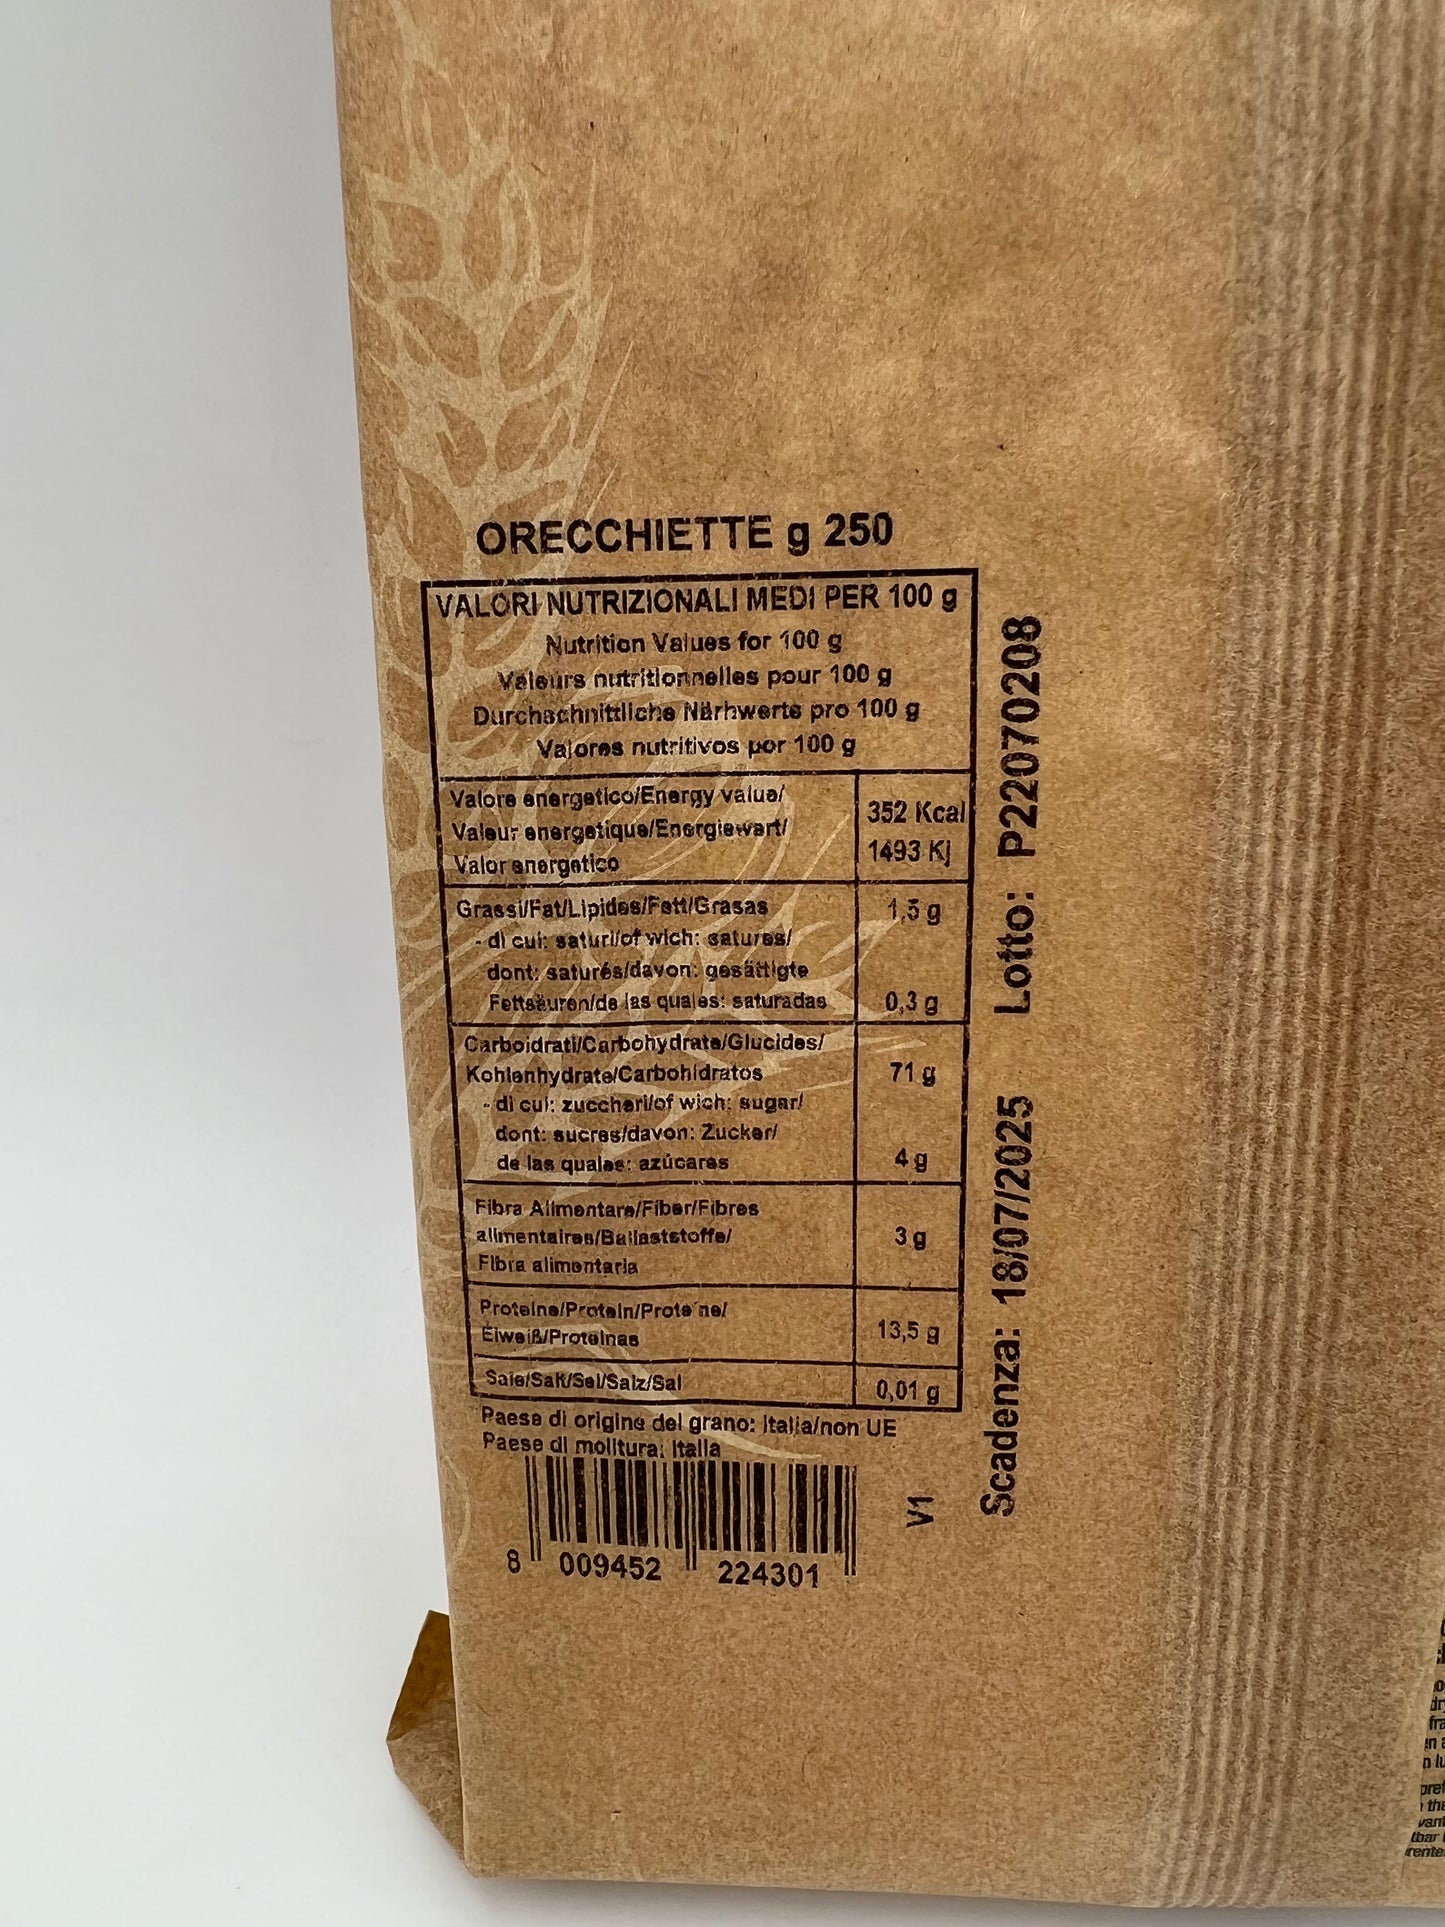 ORECCHIETTE g 250
VALORI NUTRIZIONALI MEDI PER 100 g
Nutrition Values for 100 g
Valeurs nutritionnelles pour 100 g
Durchschnittliche Närhwerte pro 100 g
Valores nutritivos por 100 g
Valore energetico/Energy value/
Valeur energetique/Energiewert/
Valor energetico
352 Kcal
1493 Kj
Grassi/Fat/Lipides/Fett/Grasas 1,5 g
- di cui: saturi/of wich: satures/
dont: saturés/davon: gesättigte
Fettsäuren/de las quales: saturadas 0,3 g
Carboidrati/Carbohydrate/Glucides/
Kohlenhydrate/Carbohidratos 71 g
- di cui: zuccheri/of wich: sugar/
dont: sucres/davon: Zucker/
de las quales: azúcares 4 g
Fibra Alimentare/Fiber/Fibres
alimentaires/Ballaststoffe/ 3 g
Fibra alimentaria
Proteine/Protein/Prote´ne/
Eiweiß/Proteinas 13,5 g
Sale/Salt/Sel/Salz/Sal 0,01 g
Paese di origine del grano: Italia/non UE
Paese di molitura: Italia
8 009452 224301
V1
Scadenza: 18/07/2025 Lotto: P22070208